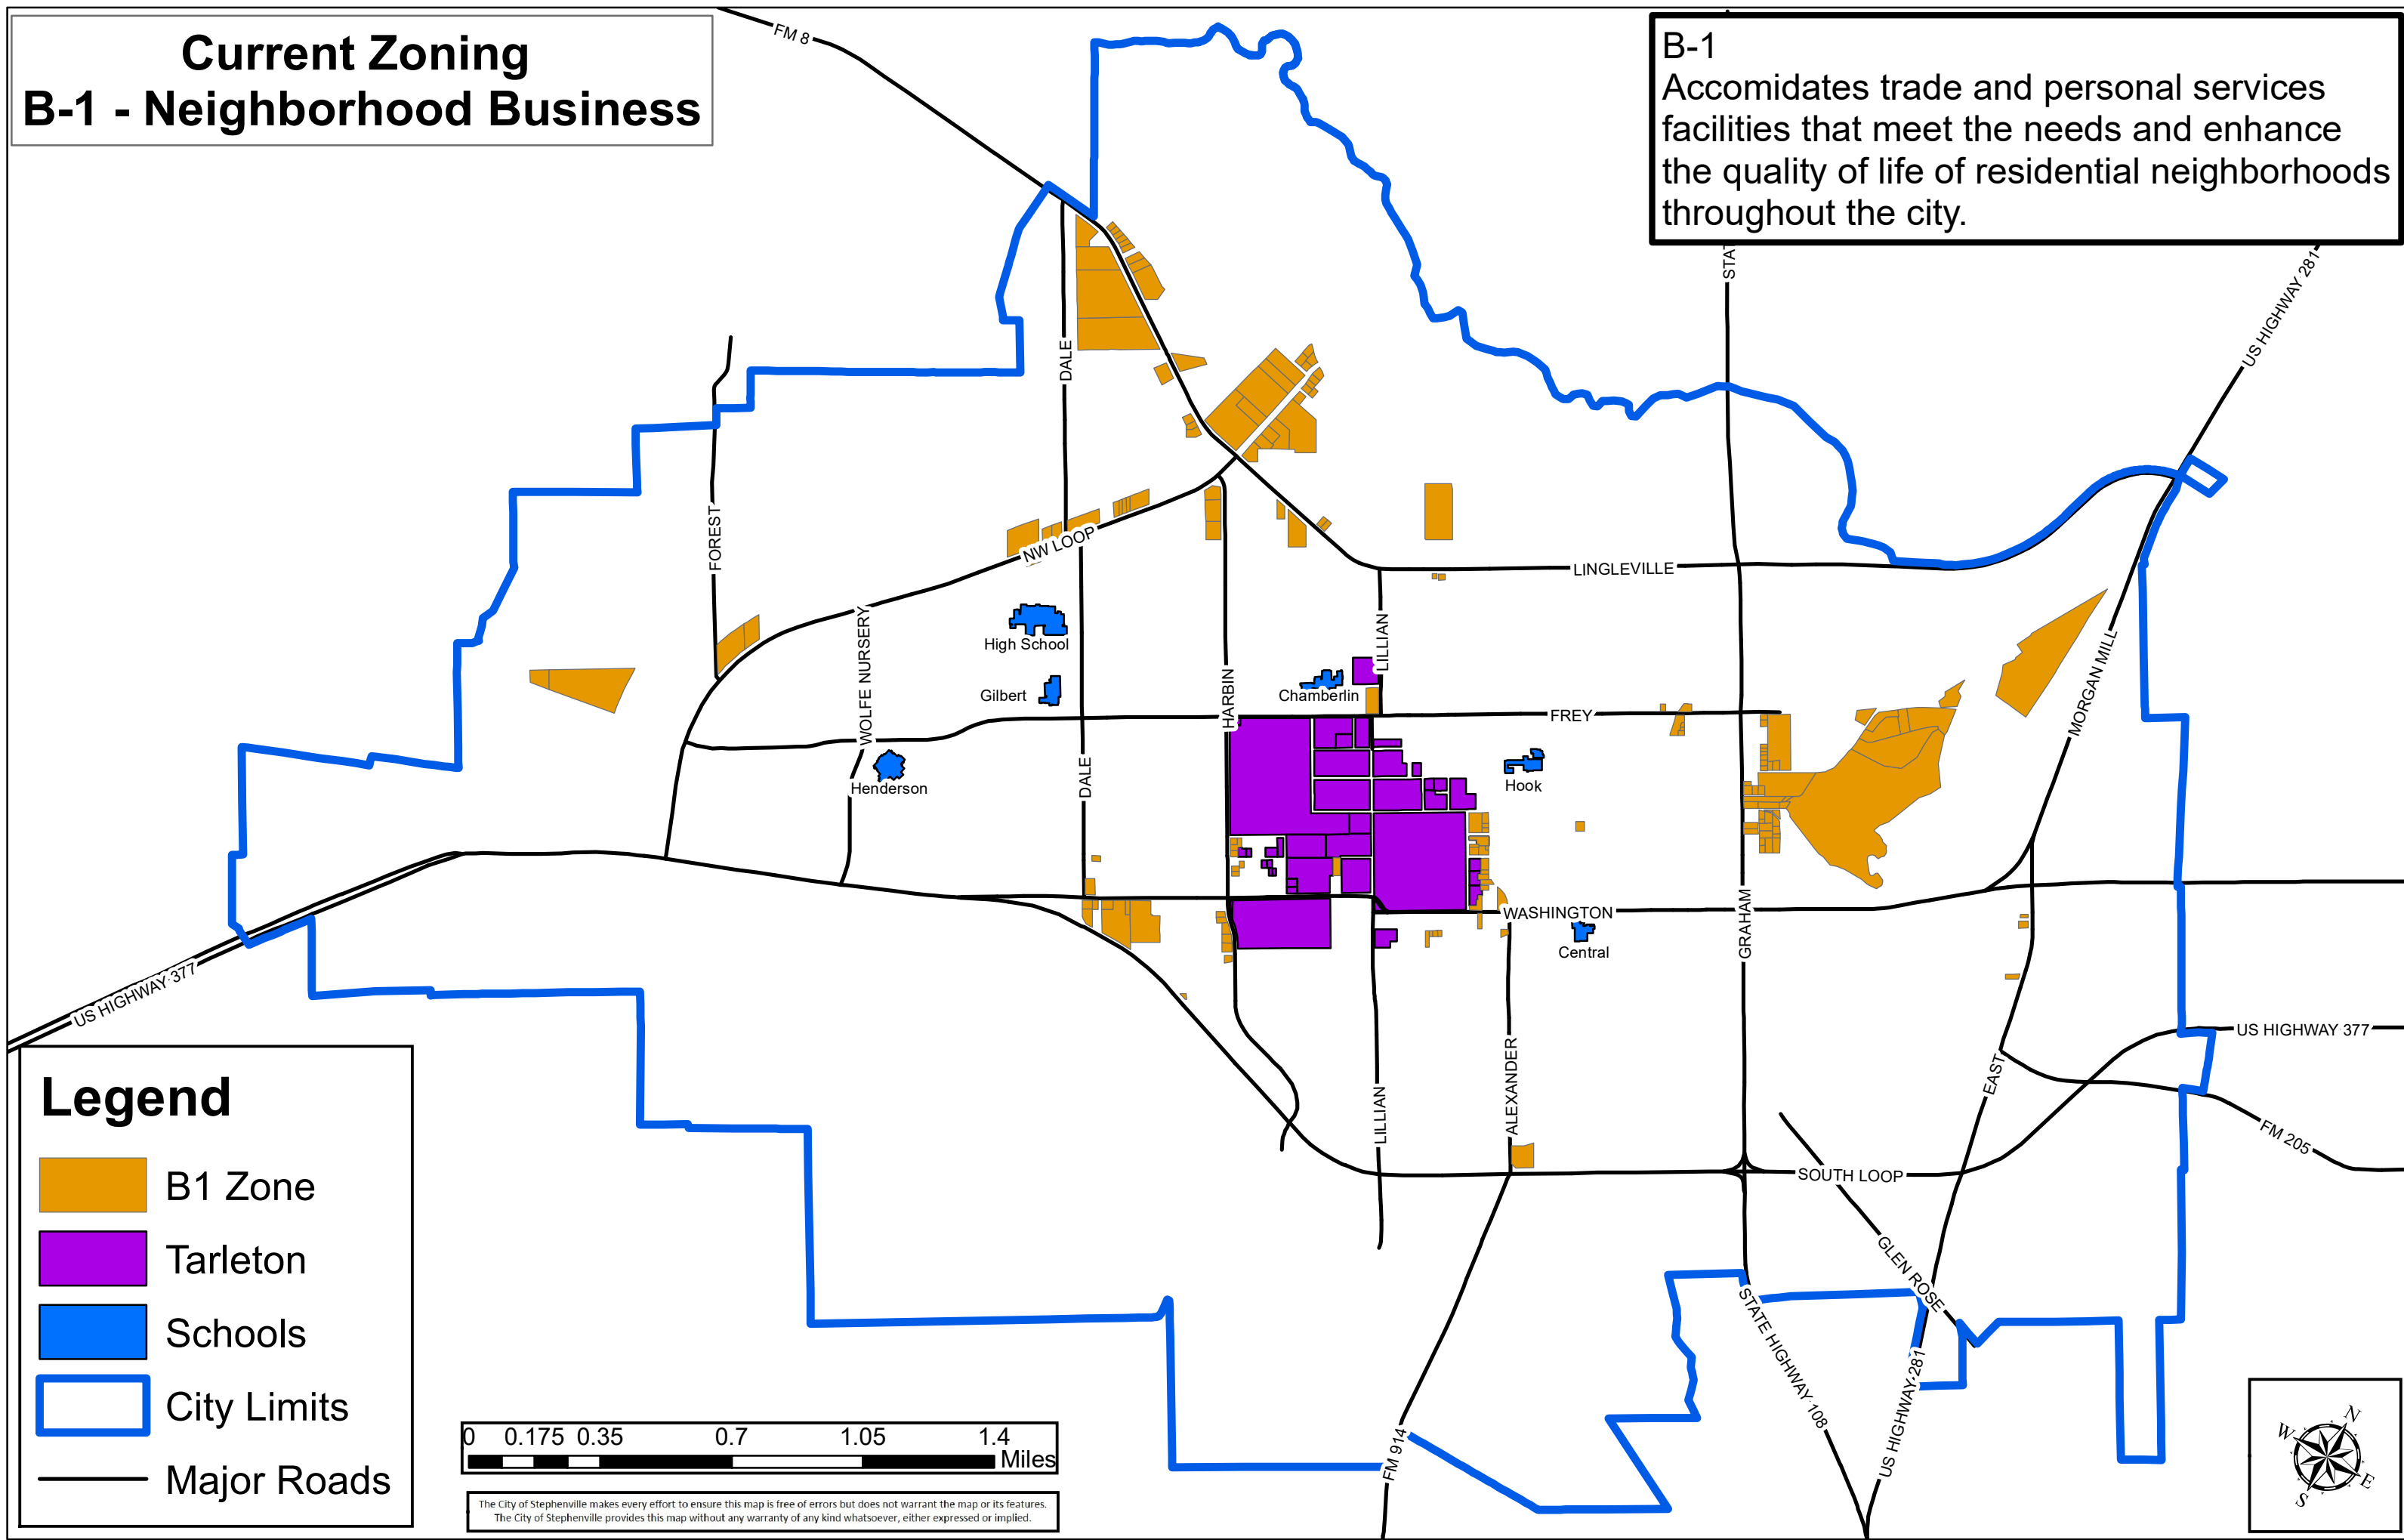 Current Zoning
B-1 - Neighborhood Business
B-1
Accomidates trade and personal services
facilities that meet the needs and enhance
the quality of life of residential neighborhoods
throughout the city.
FM 8
STAT
US HIGHWAY 281
DALE
FOREST
NW LOOP
LINGLEVILLE
WOLFE NURSERY
High School
LILLIAN
MORGAN MILL
Gilbert
HARBIN
Chamberlin
FREY
Henderson
DALE
Hook
WASHINGTON
GRAHAM
Central
US HIGHWAY 377
US HIGHWAY 377
ALEXANDER
LILLIAN
EAST
FM 205
SOUTH LOOP
GLEN ROSE
STATE HIGHWAY 108
US HIGHWAY 281
FM 914
Legend
B1 Zone
Tarleton
Schools
City Limits
Major Roads
0 0.175 0.35 0.7 1.05 1.4
Miles
The City of Stephenville makes every effort to ensure this map is free of errors but does not warrant the map or its features.
The City of Stephenville provides this map without any warranty of any kind whatsoever, either expressed or implied.
N
W
E
S